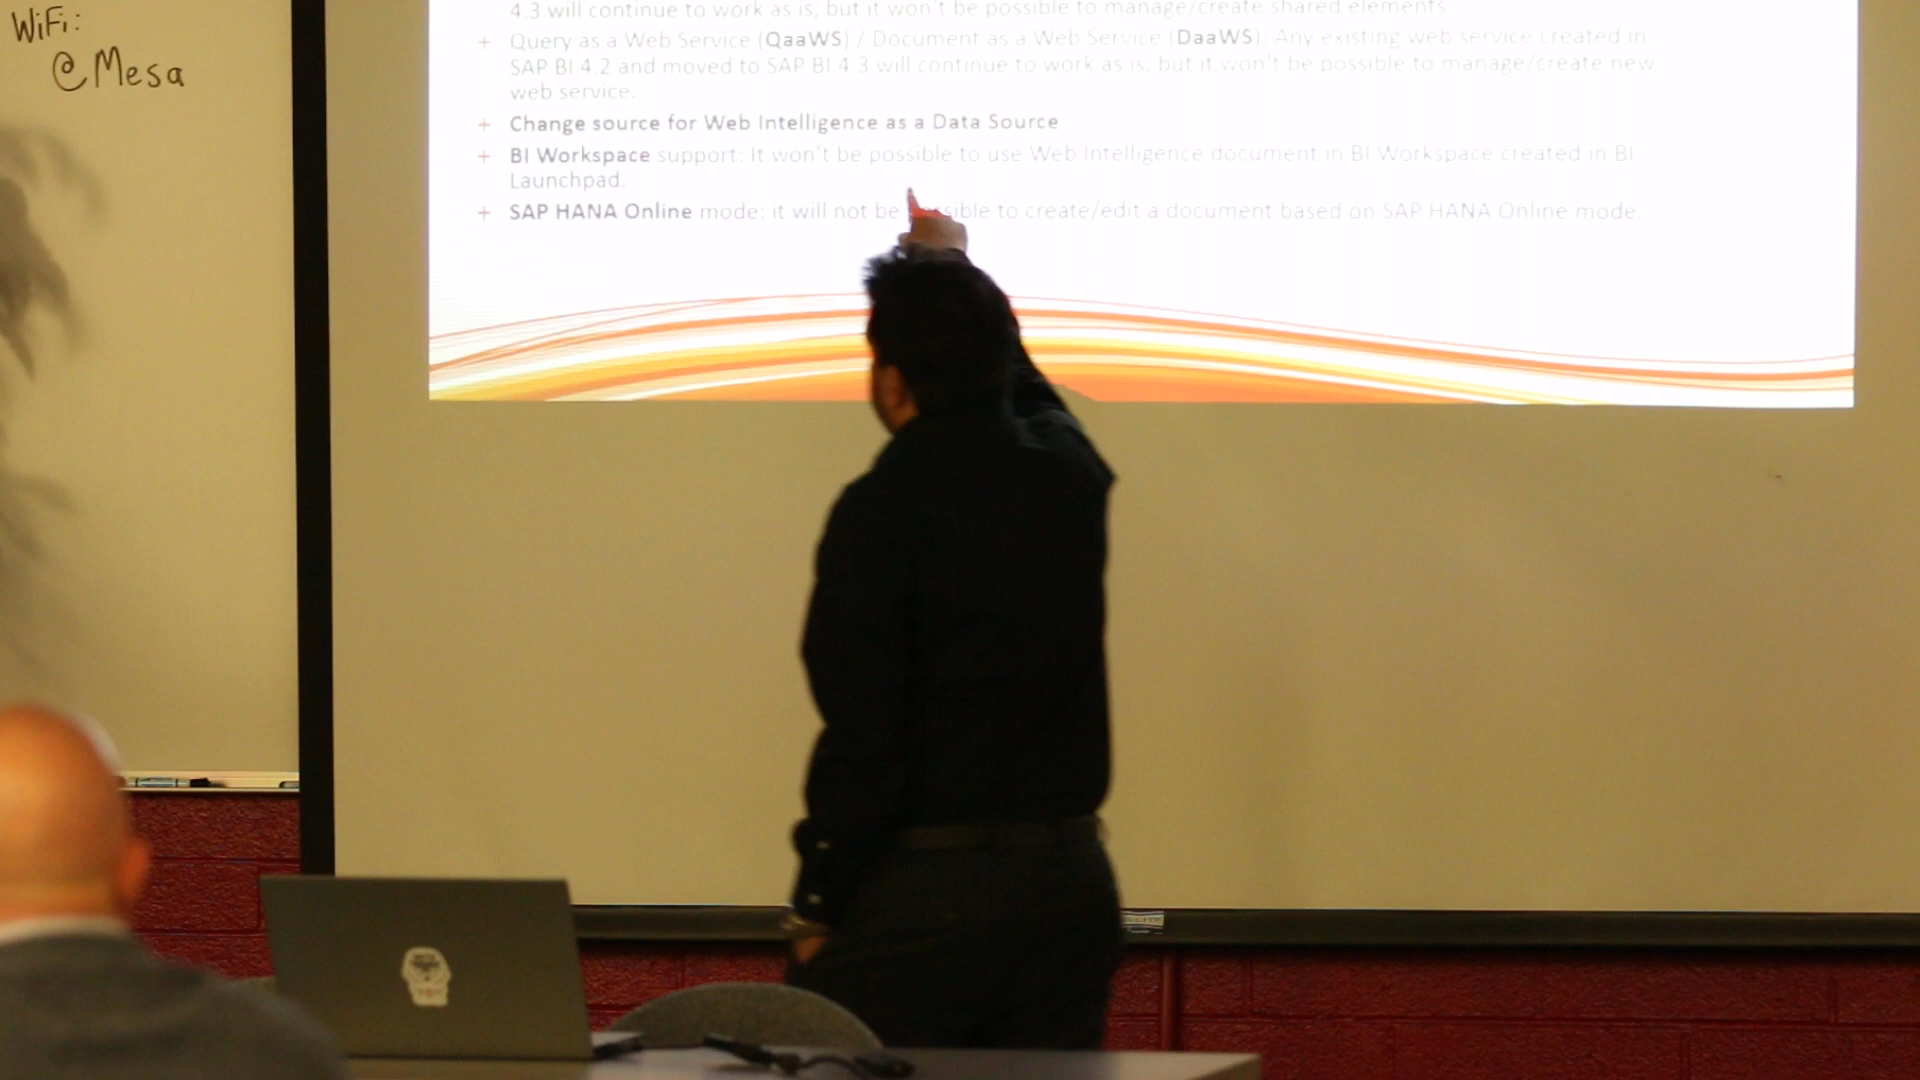 WiFi:
@Mesa
4.3 will continue to work as is, but it won't be possible to manage/create shared elements
+ Query as a Web Service (QaaWS) / Document as a Web Service (DaaWS): Any existing web service created in
SAP BI 4.2 and moved to SAP BI 4.3 will continue to work as is, but it won't be possible to manage/create new
web service.
+ Change source for Web Intelligence as a Data Source
+ BI Workspace support: It won't be possible to use Web Intelligence document in BI Workspace created in BI
Launchpad.
+ SAP HANA Online mode: it will not be to create/edit a document based on SAP HANA Online mode.